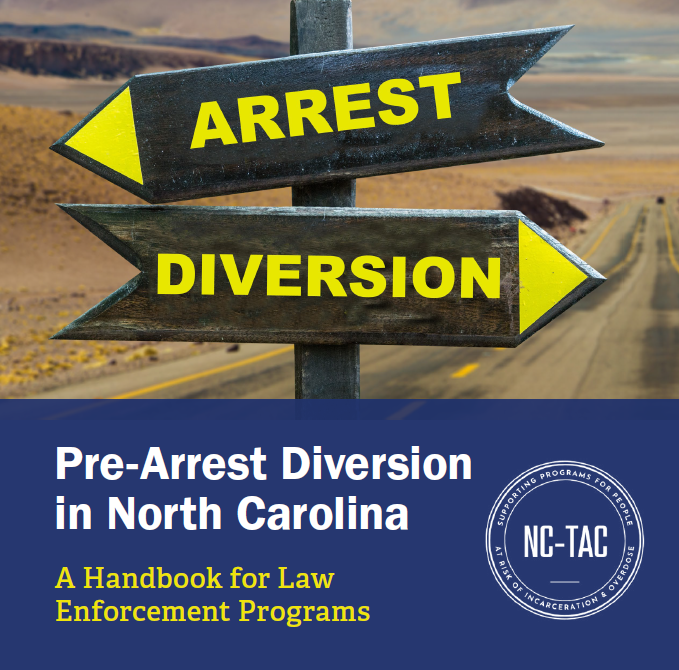 ARREST
DIVERSION
Pre-Arrest Diversion
in North Carolina
A Handbook for Law
Enforcement Programs
SUPPORTING PROGRAMS FOR PEOPLE
NC-TAC
AT RISK OF INCARCERATION & OVERDOSE